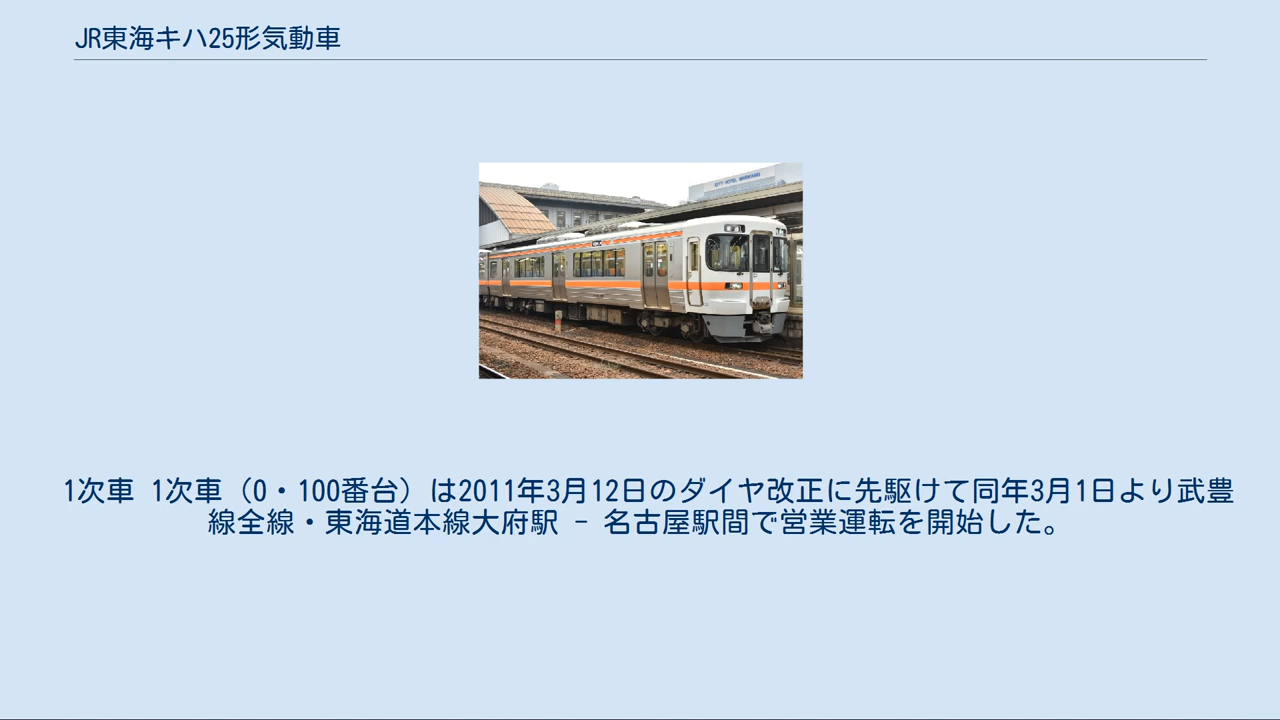 JR東海キハ25形気動車
1次車 1次車（0・100番台）は2011年3月12日のダイヤ改正に先駆けて同年3月1日より武豊
線全線・東海道本線大府駅 - 名古屋駅間で営業運転を開始した。